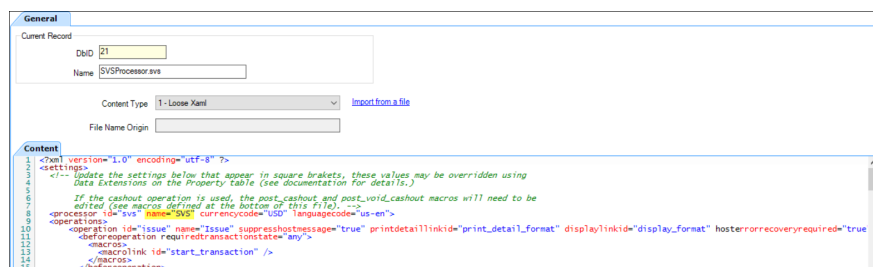 General
Current Record
DbID 21
Name SVSProcessor.svs
Content Type 1 - Loose Xaml Import from a file
File Name Origin
Content
1 <?xml version="1.0" encoding="utf-8" ?>
2 <settings>
3 <!-- Update the settings below that appear in square brakets, these values may be overridden using
4 Data Extensions on the Property table (see documentation for details.)
5
6 If the cashout operation is used, the post_cashout and post_void_cashout macros will need to be
7 edited (see macros defined at the bottom of this file). -->
8 <processor id="svs" name="SVS" currencycode="USD" languagecode="us-en">
9 <operations>
10 <operation id="issue" name="Issue" suppresshostmessage="true" printdetaillinkid="print_detail_format" displaylinkid="display_format" hosterrorrecoveryrequired="true
11 <beforeoperation requiredtransactionstate="any">
12 <macros>
13 <macrolink id="start_transaction" />
14 </macros>